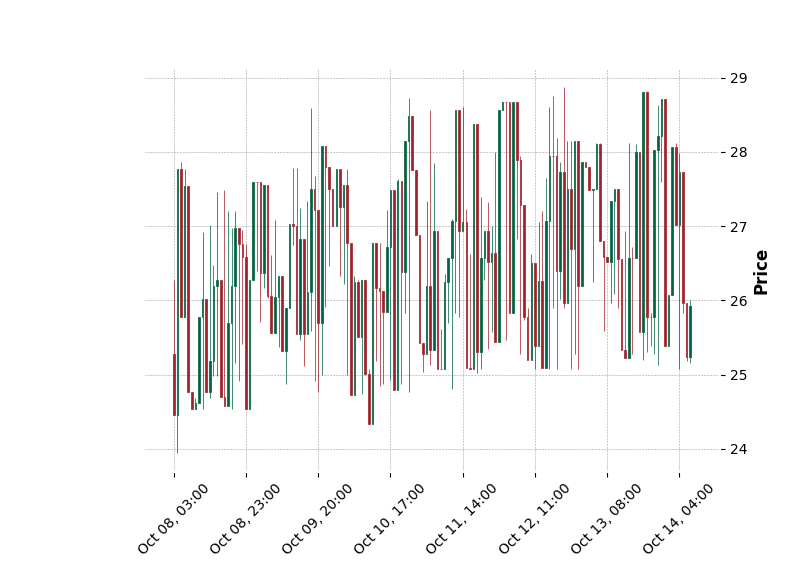 29
28
27
26
25
24
Price
Oct 08, 03:00
Oct 08, 23:00
Oct 09, 20:00
Oct 10, 17:00
Oct 11, 14:00
Oct 12, 11:00
Oct 13, 08:00
Oct 14, 04:00